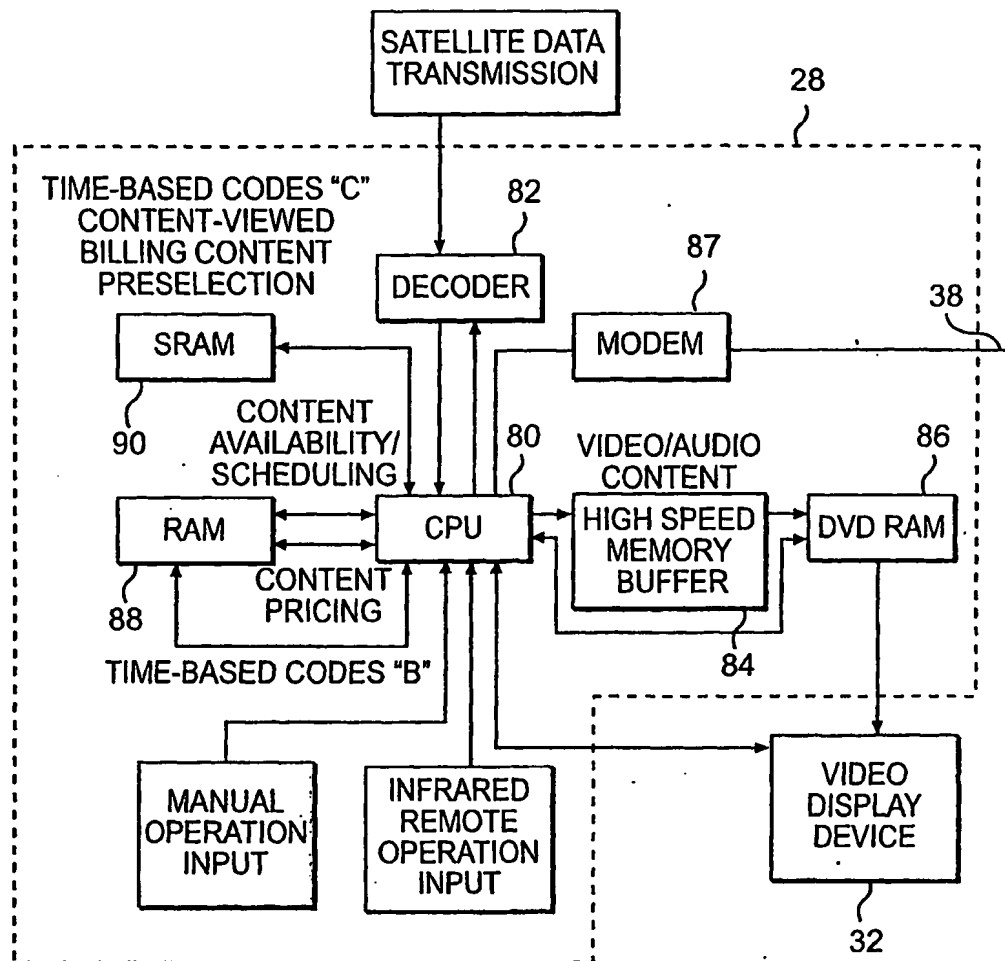 SATELLITE DATA
TRANSMISSION
28
TIME-BASED CODES "C"
CONTENT-VIEWED
BILLING CONTENT
PRESELECTION
82
DECODER
87
MODEM
38
SRAM
90
CONTENT
AVAILABILITY/
SCHEDULING
80
VIDEO/AUDIO
CONTENT
86
RAM
88
CPU
HIGH SPEED
MEMORY
BUFFER
84
DVD RAM
CONTENT
PRICING
TIME-BASED CODES "B"
MANUAL
OPERATION
INPUT
INFRARED
REMOTE
OPERATION
INPUT
VIDEO
DISPLAY
DEVICE
32